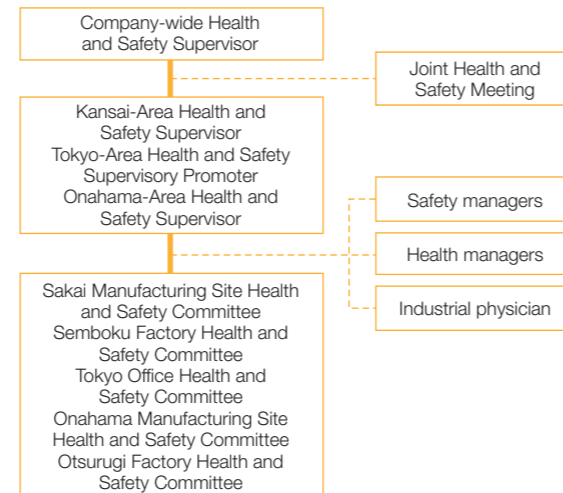 Company-wide Health
and Safety Supervisor
Joint Health and
Safety Meeting
Kansai-Area Health and
Safety Supervisor
Tokyo-Area Health and Safety
Supervisory Promoter
Onahama-Area Health and
Safety Supervisor
Safety managers
Health managers
Industrial physician
Sakai Manufacturing Site Health
and Safety Committee
Semboku Factory Health and
Safety Committee
Tokyo Office Health and
Safety Committee
Onahama Manufacturing Site
Health and Safety Committee
Otsurugi Factory Health and
Safety Committee